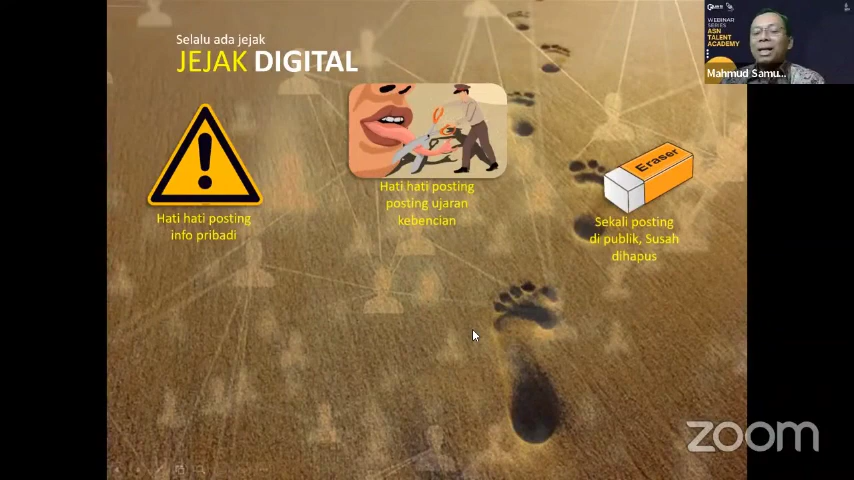 Selalu ada jejak
JEJAK DIGITAL
Hati hati posting
info pribadi
Hati hati posting
posting ujaran
kebencian
Eraser
Sekali posting
di publik, Susah
dihapus
WEBINAR
SERIES
ASN
TALENT
ACADEMY
Mahmud Samu...
zoom